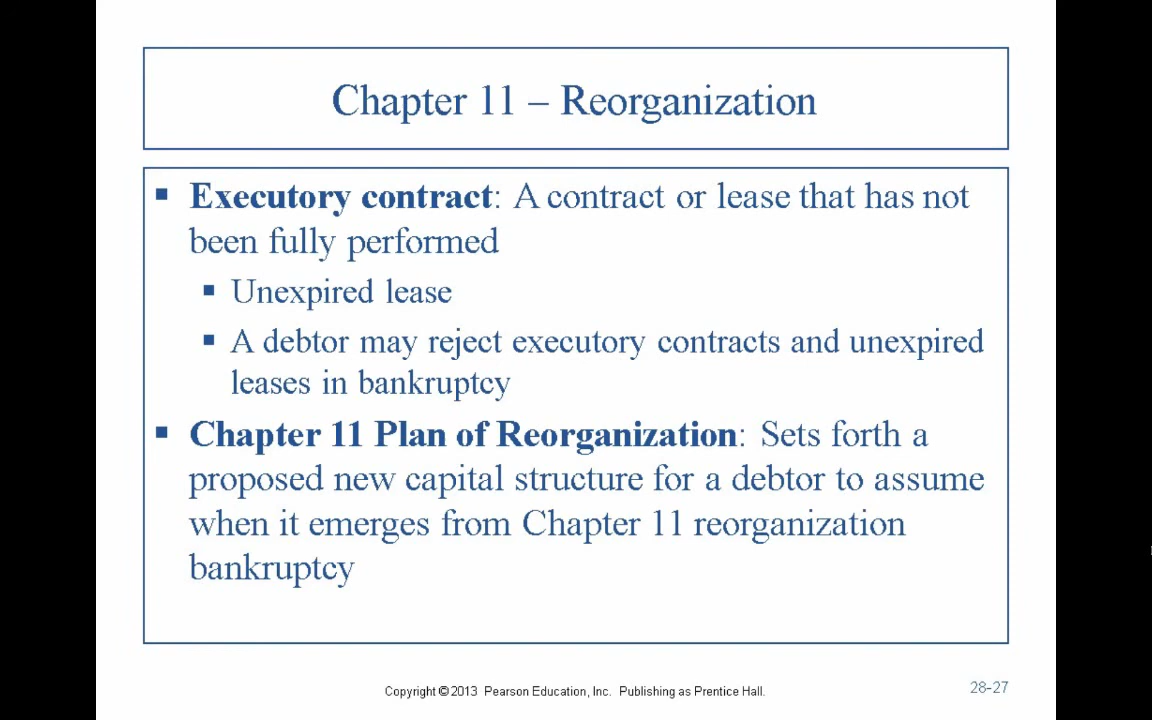 Chapter 11 – Reorganization
▪ Executory contract: A contract or lease that has not
been fully performed
▪ Unexpired lease
▪ A debtor may reject executory contracts and unexpired
leases in bankruptcy
▪ Chapter 11 Plan of Reorganization: Sets forth a
proposed new capital structure for a debtor to assume
when it emerges from Chapter 11 reorganization
bankruptcy
Copyright © 2013 Pearson Education, Inc. Publishing as Prentice Hall.
28-27